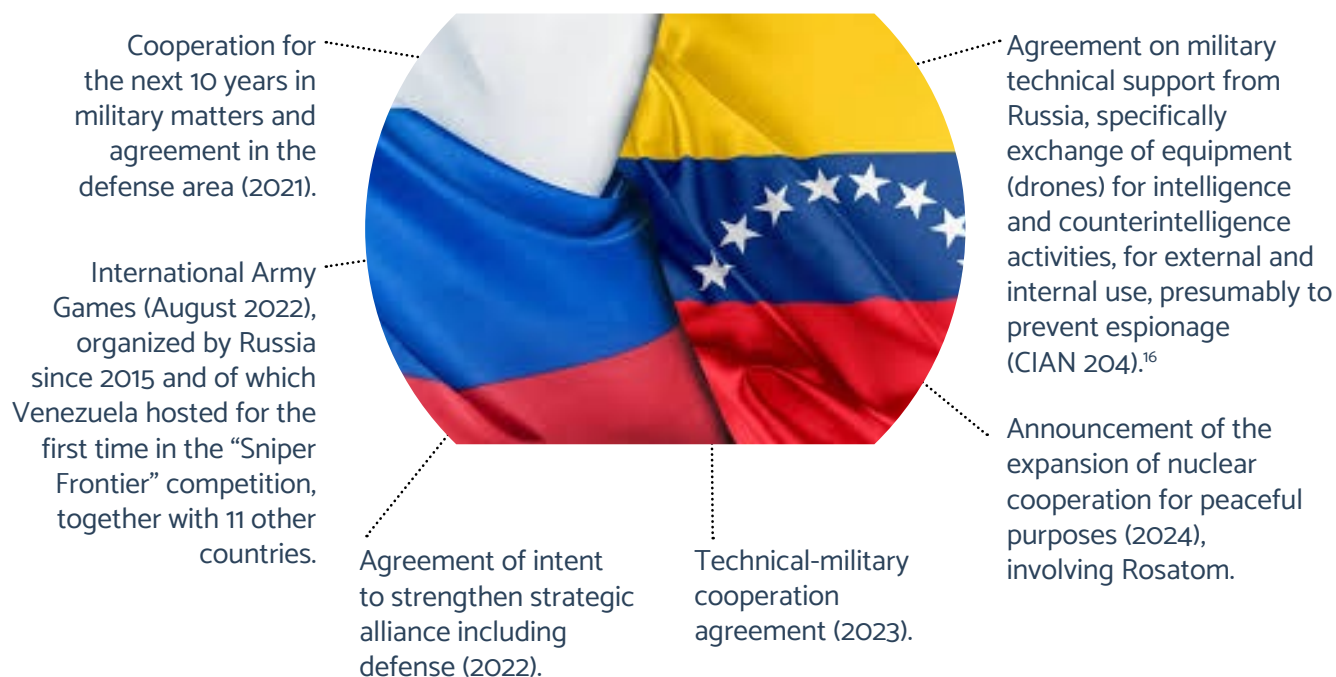 Cooperation for
the next 10 years in
military matters and
agreement in the
defense area (2021).
International Army
Games (August 2022),
organized by Russia
since 2015 and of which
Venezuela hosted for the
first time in the “Sniper
Frontier” competition,
together with 11 other
countries.
Agreement of intent
to strengthen strategic
alliance including
defense (2022).
Technical-military
cooperation
agreement (2023).
Agreement on military
technical support from
Russia, specifically
exchange of equipment
(drones) for intelligence
and counterintelligence
activities, for external and
internal use, presumably to
prevent espionage
(CIAN 204).¹⁶
Announcement of the
expansion of nuclear
cooperation for peaceful
purposes (2024),
involving Rosatom.